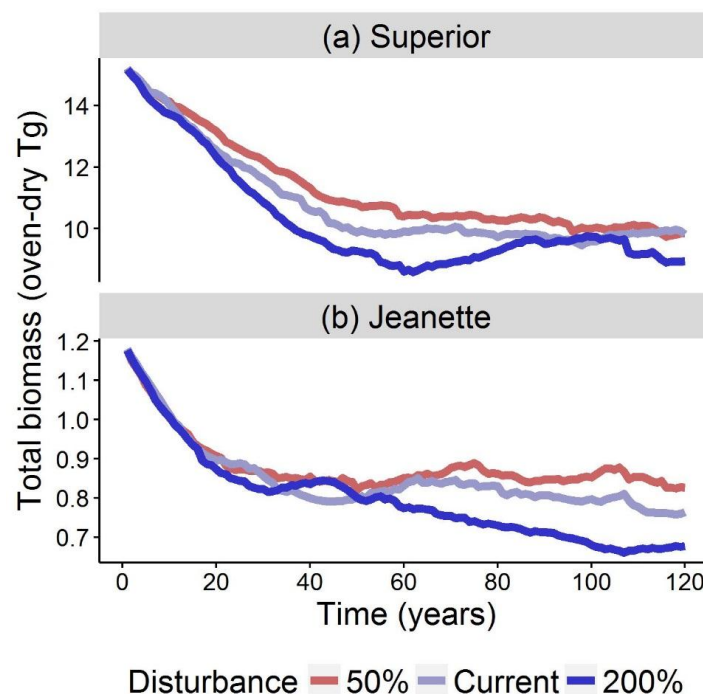 (a) Superior
14
12
10
Total biomass (oven-dry Tg)
(b) Jeanette
1.2
1.1
1.0
0.9
0.8
0.7
0 20 40 60 80 100 120
Time (years)
Disturbance 50% Current 200%